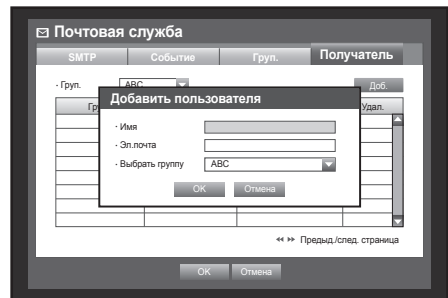 Почтовая служба
SMTP Событие Груп. Получатель
· Груп. ABC Доб.
Гр Удал.
Добавить пользователя
· Имя
· Эл.почта
· Выбрать группу ABC
OK Отмена
Предыд./след. страница
OK Отмена